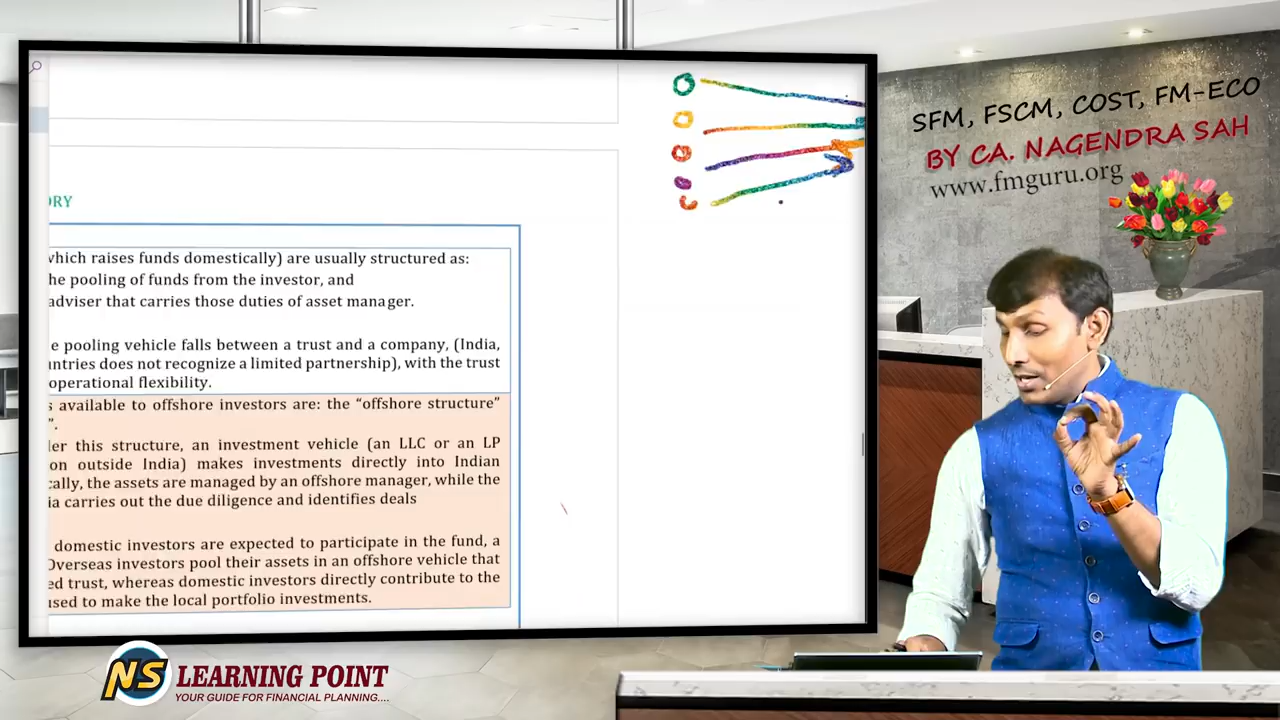 SFM, FSCM, COST, FM-ECO
BY CA. NAGENDRA SAH
www.fmguru.org
which raises funds domestically) are usually structured as:
he pooling of funds from the investor, and
adviser that carries those duties of asset manager.
e pooling vehicle falls between a trust and a company, (India,
untries does not recognize a limited partnership), with the trust
operational flexibility.
s available to offshore investors are: the “offshore structure”
”.
er this structure, an investment vehicle (an LLC or an LP
on outside India) makes investments directly into Indian
cally, the assets are managed by an offshore manager, while the
ia carries out the due diligence and identifies deals
domestic investors are expected to participate in the fund, a
Overseas investors pool their assets in an offshore vehicle that
ed trust, whereas domestic investors directly contribute to the
used to make the local portfolio investments.
NS LEARNING POINT
YOUR GUIDE FOR FINANCIAL PLANNING....